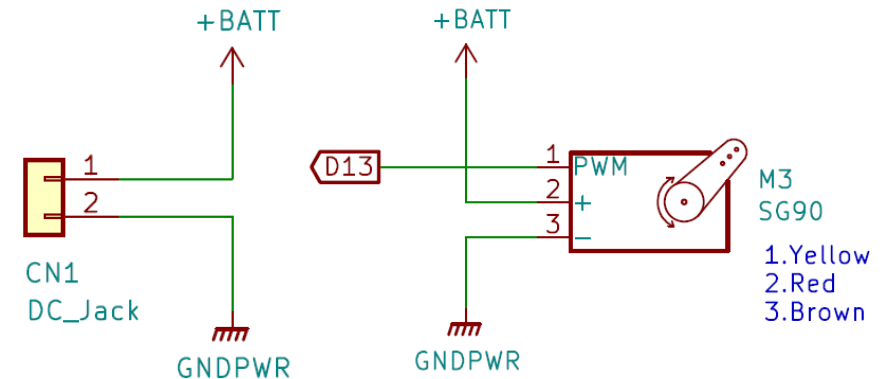 +BATT
1
2
CN1
DC_Jack
GNDPWR
+BATT
D13
1
PWM
2
+
3
-
M3
SG90
1.Yellow
2.Red
3.Brown
GNDPWR